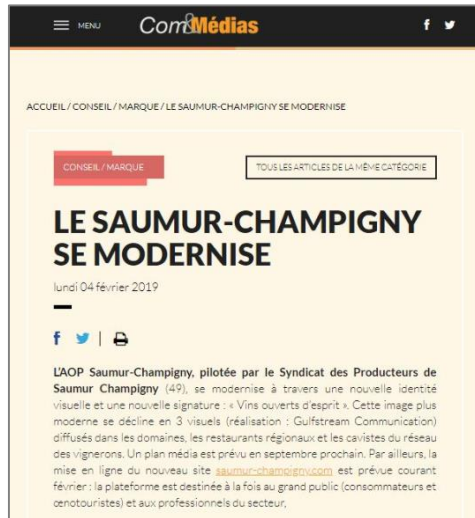 MENU
Com&Médias
ACCUEIL / CONSEIL / MARQUE / LE SAUMUR-CHAMPIGNY SE MODERNISE
CONSEIL / MARQUE
TOUS LES ARTICLES DE LA MÊME CATÉGORIE
LE SAUMUR-CHAMPIGNY
SE MODERNISE
lundi 04 février 2019
L'AOP Saumur-Champigny, pilotée par le Syndicat des Producteurs de
Saumur Champigny (49), se modernise à travers une nouvelle identité
visuelle et une nouvelle signature : « Vins ouverts d'esprit ». Cette image plus
moderne se décline en 3 visuels (réalisation : Gulfstream Communication)
diffusés dans les domaines, les restaurants régionaux et les cavistes du réseau
des vignerons. Un plan média est prévu en septembre prochain. Par ailleurs, la
mise en ligne du nouveau site saumur-champigny.com est prévue courant
février : la plateforme est destinée à la fois au grand public (consommateurs et
œnotouristes) et aux professionnels du secteur,